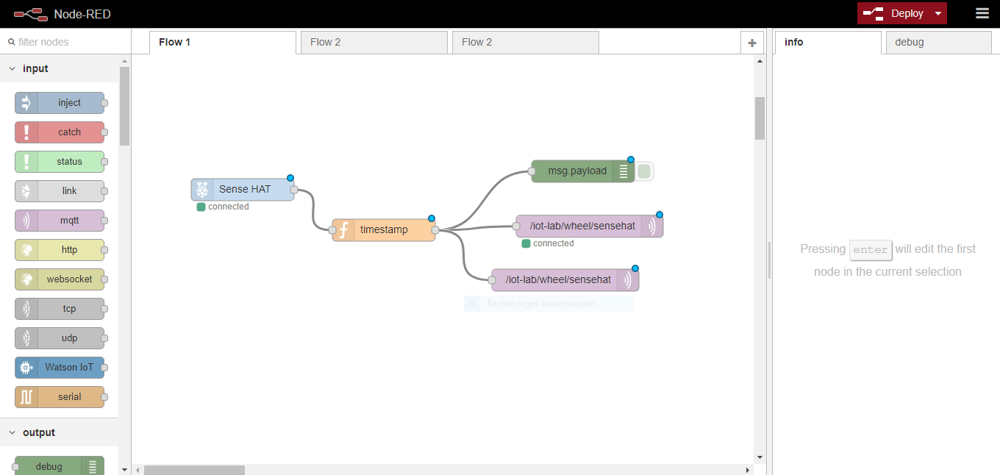 Node-RED
Deploy
filter nodes
input
inject
catch
status
link
mqtt
http
websocket
tcp
udp
Watson IoT
serial
output
debug
Flow 1
Flow 2
Flow 2
+
Sense HAT
connected
f timestamp
msg.payload
/iot-lab/wheel/sensehat
connected
/iot-lab/wheel/sensehat
Rechteckiges Ausschneiden
info
debug
Pressing enter will edit the first
node in the current selection